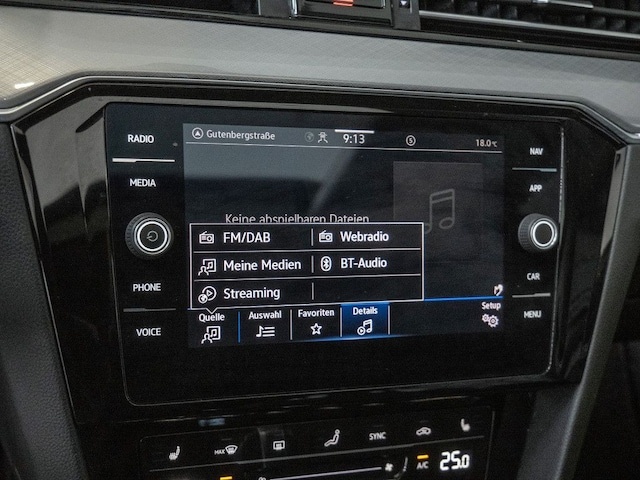 RADIO
MEDIA
PHONE
VOICE
Gutenbergstraße 9:13 S 18.0°C
Keine abspielbaren Dateien
FM/DAB Webradio
Meine Medien BT-Audio
Streaming
Quelle Auswahl Favoriten Details Setup
NAV
APP
CAR
MENU
MAX SYNC
A/C 25.0